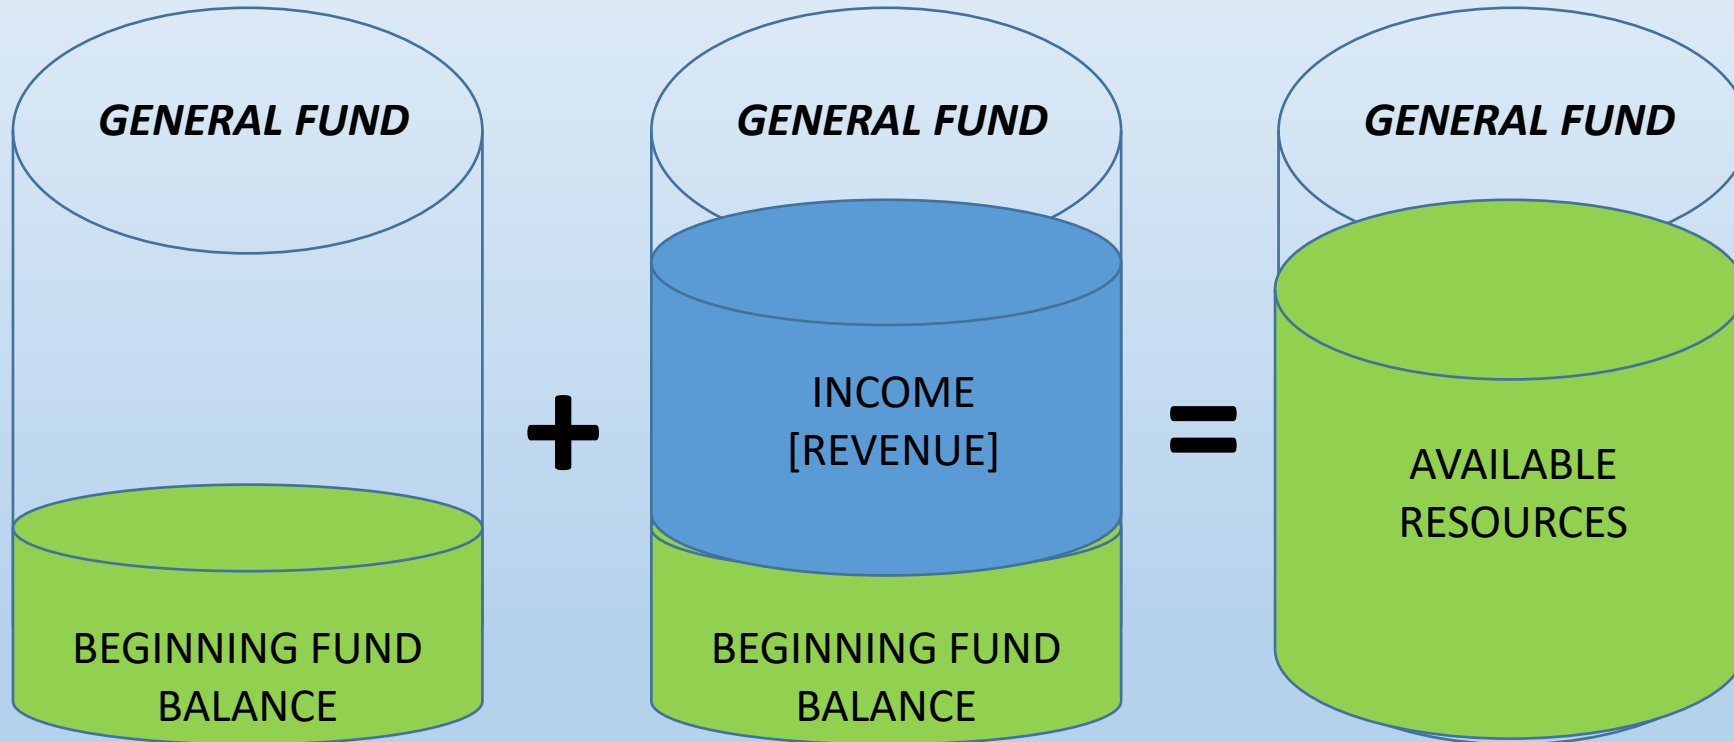 GENERAL FUND
BEGINNING FUND
BALANCE
+
GENERAL FUND
INCOME
[REVENUE]
BEGINNING FUND
BALANCE
=
GENERAL FUND
AVAILABLE
RESOURCES